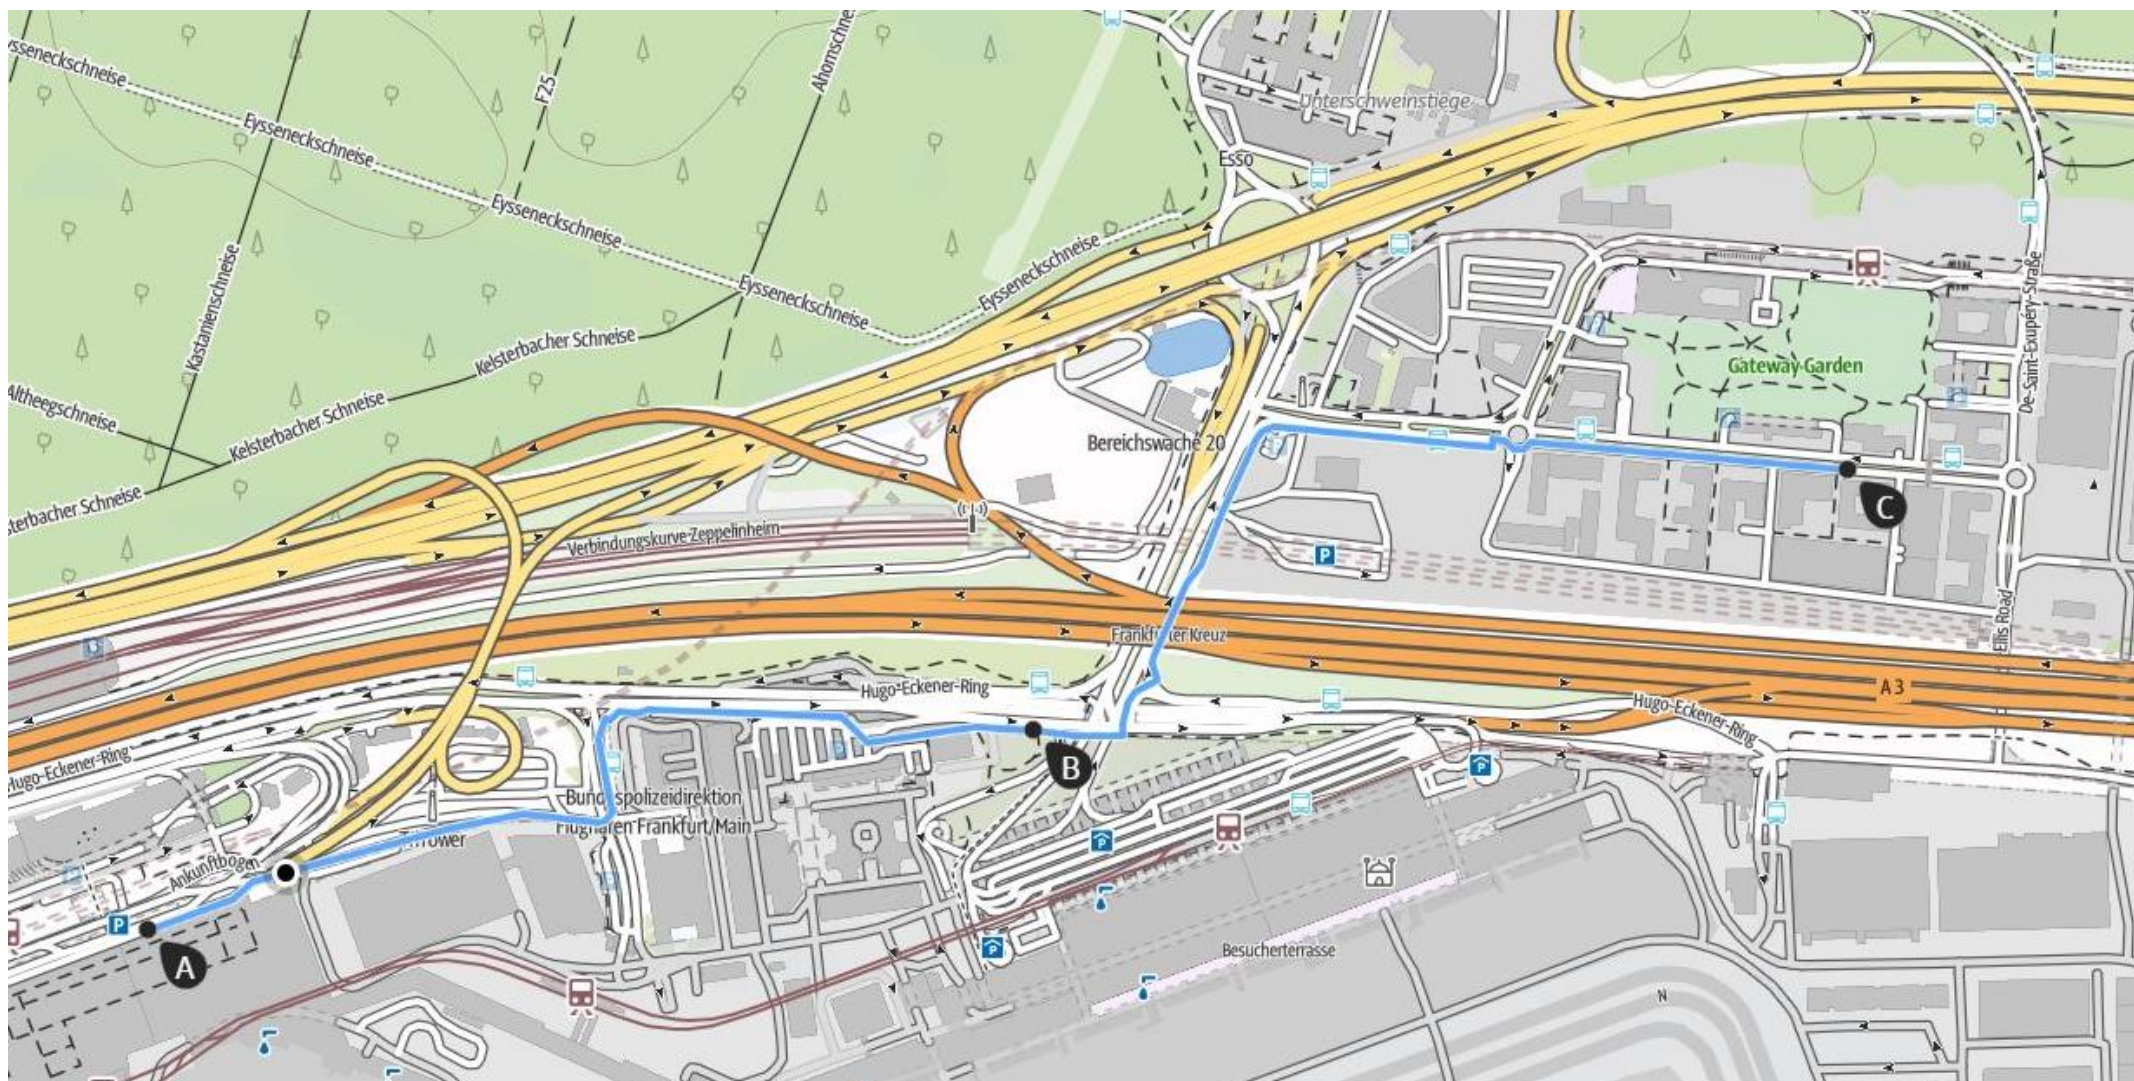 Eysseneckschneise
F25
Ahornschne
Unterschweinstiege
Eysseneckschneise
Esso
Eysseneckschneise
Kastanienschneise
Eysseneckschneise
Eysseneckschneise
De-Saint-Exupéry-Straße
Kelsterbacher Schneise
Gateway Garden
Altheegschneise
Kelsterbacher Schneise
Bereichswache 20
sterbacher Schneise
C
Verbindungskurve Zeppelinheim
P
Ellis Road
Frankfurter Kreuz
A 3
Hugo-Eckener-Ring
Hugo-Eckener-Ring
Hugo-Eckener-Ring
B
P
Bundespolizeidirektion
Flughafen Frankfurt/Main
Ankunftbogen
P
P
A
P
Besucherterrasse
N